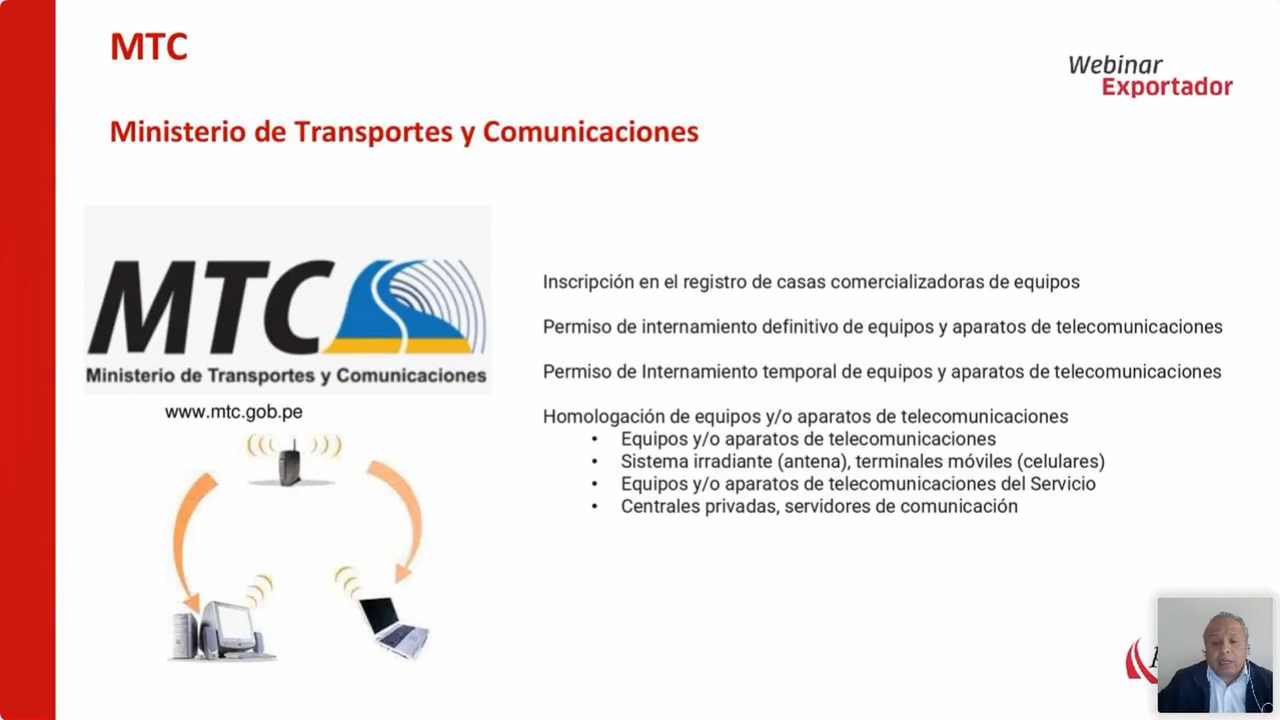 MTC
Webinar
Exportador
Ministerio de Transportes y Comunicaciones
MTC
Ministerio de Transportes y Comunicaciones
www.mtc.gob.pe
Inscripción en el registro de casas comercializadoras de equipos
Permiso de internamiento definitivo de equipos y aparatos de telecomunicaciones
Permiso de Internamiento temporal de equipos y aparatos de telecomunicaciones
Homologación de equipos y/o aparatos de telecomunicaciones
• Equipos y/o aparatos de telecomunicaciones
• Sistema irradiante (antena), terminales móviles (celulares)
• Equipos y/o aparatos de telecomunicaciones del Servicio
• Centrales privadas, servidores de comunicación